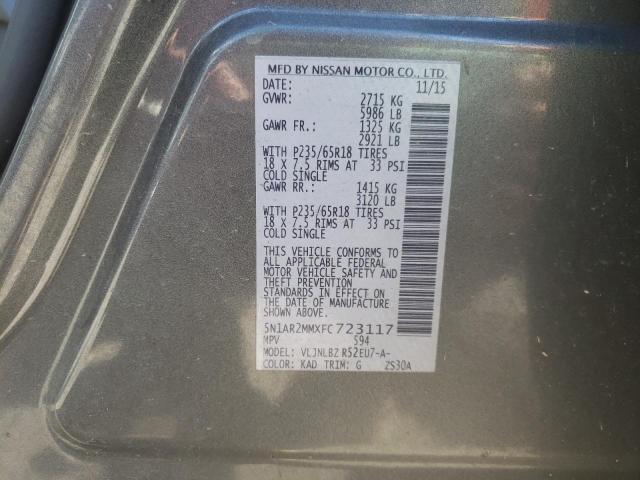 MFD BY NISSAN MOTOR CO., LTD.
DATE: 11/15
GVWR: 2715 KG
5986 LB
GAWR FR.: 1325 KG
2921 LB
WITH P235/65R18 TIRES
18 X 7.5 RIMS AT 33 PSI
COLD SINGLE
GAWR RR.: 1415 KG
3120 LB
WITH P235/65R18 TIRES
18 X 7.5 RIMS AT 33 PSI
COLD SINGLE
THIS VEHICLE CONFORMS TO
ALL APPLICABLE FEDERAL
MOTOR VEHICLE SAFETY AND
THEFT PREVENTION
STANDARDS IN EFFECT ON
THE DATE OF MANUFACTURE
SHOWN ABOVE.
5N1AR2MMXFC723117
MPV S94
MODEL: VLJNLBZ R52EU7-A-
COLOR: KAD TRIM: G ZS30A